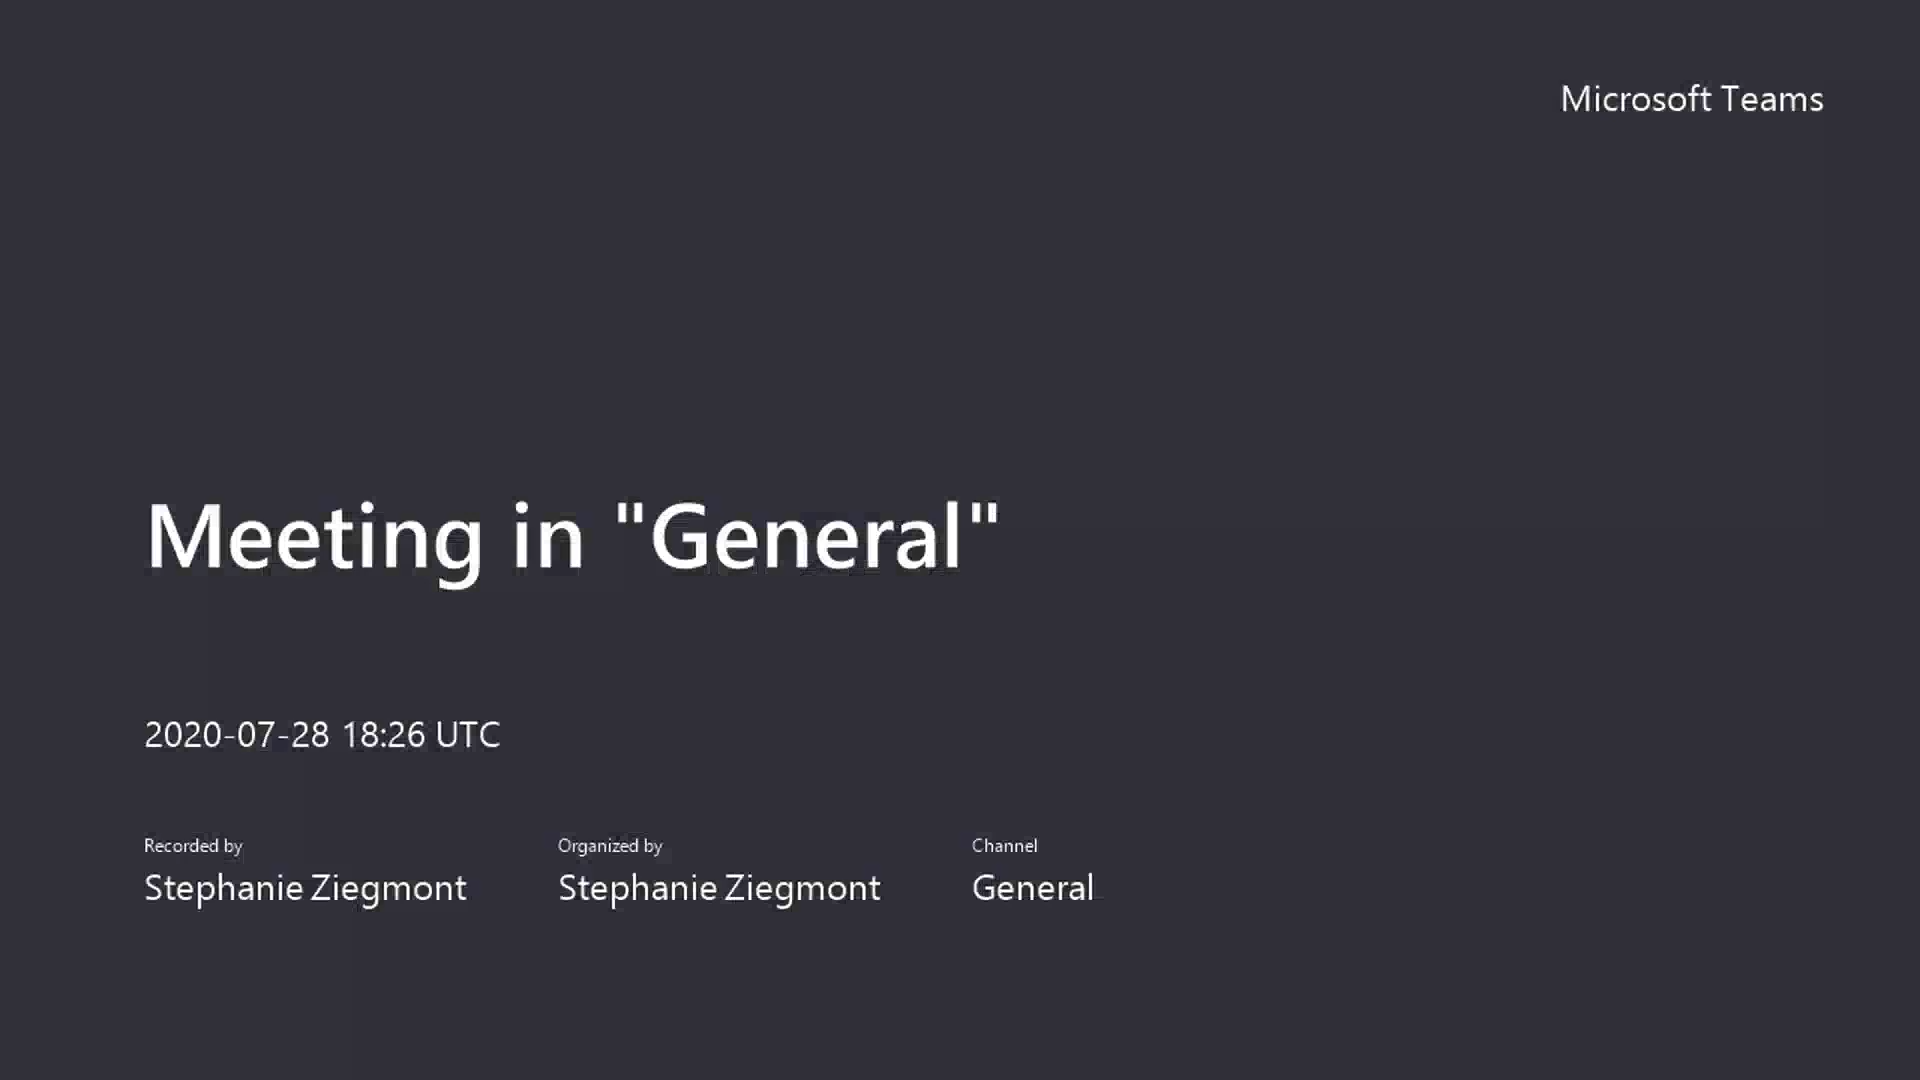 Microsoft Teams
Meeting in "General"
2020-07-28 18:26 UTC
Recorded by
Stephanie Ziegmont
Organized by
Stephanie Ziegmont
Channel
General